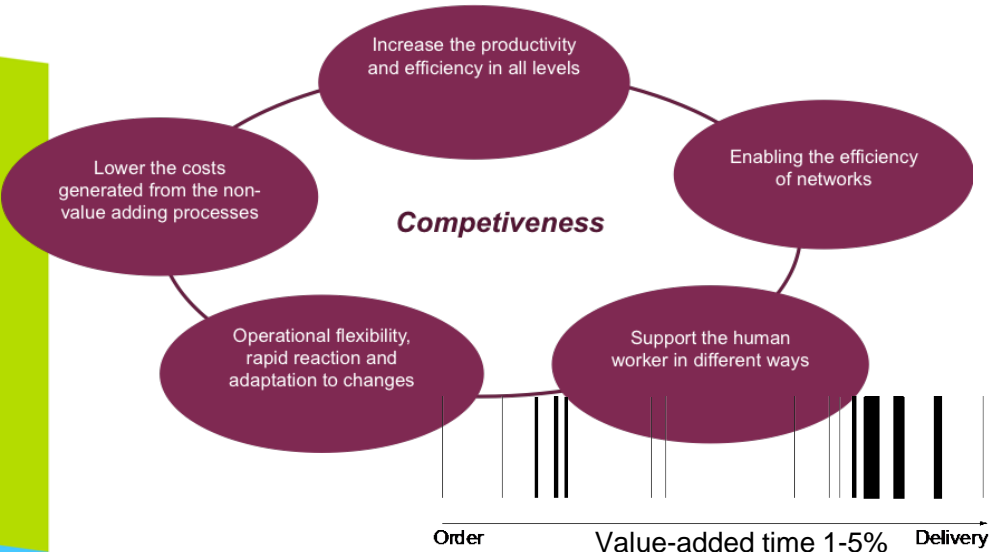 Increase the productivity
and efficiency in all levels
Enabling the efficiency
of networks
Lower the costs
generated from the non-
value adding processes
Competiveness
Operational flexibility,
rapid reaction and
adaptation to changes
Support the human
worker in different ways
Order
Value-added time 1-5%
Delivery